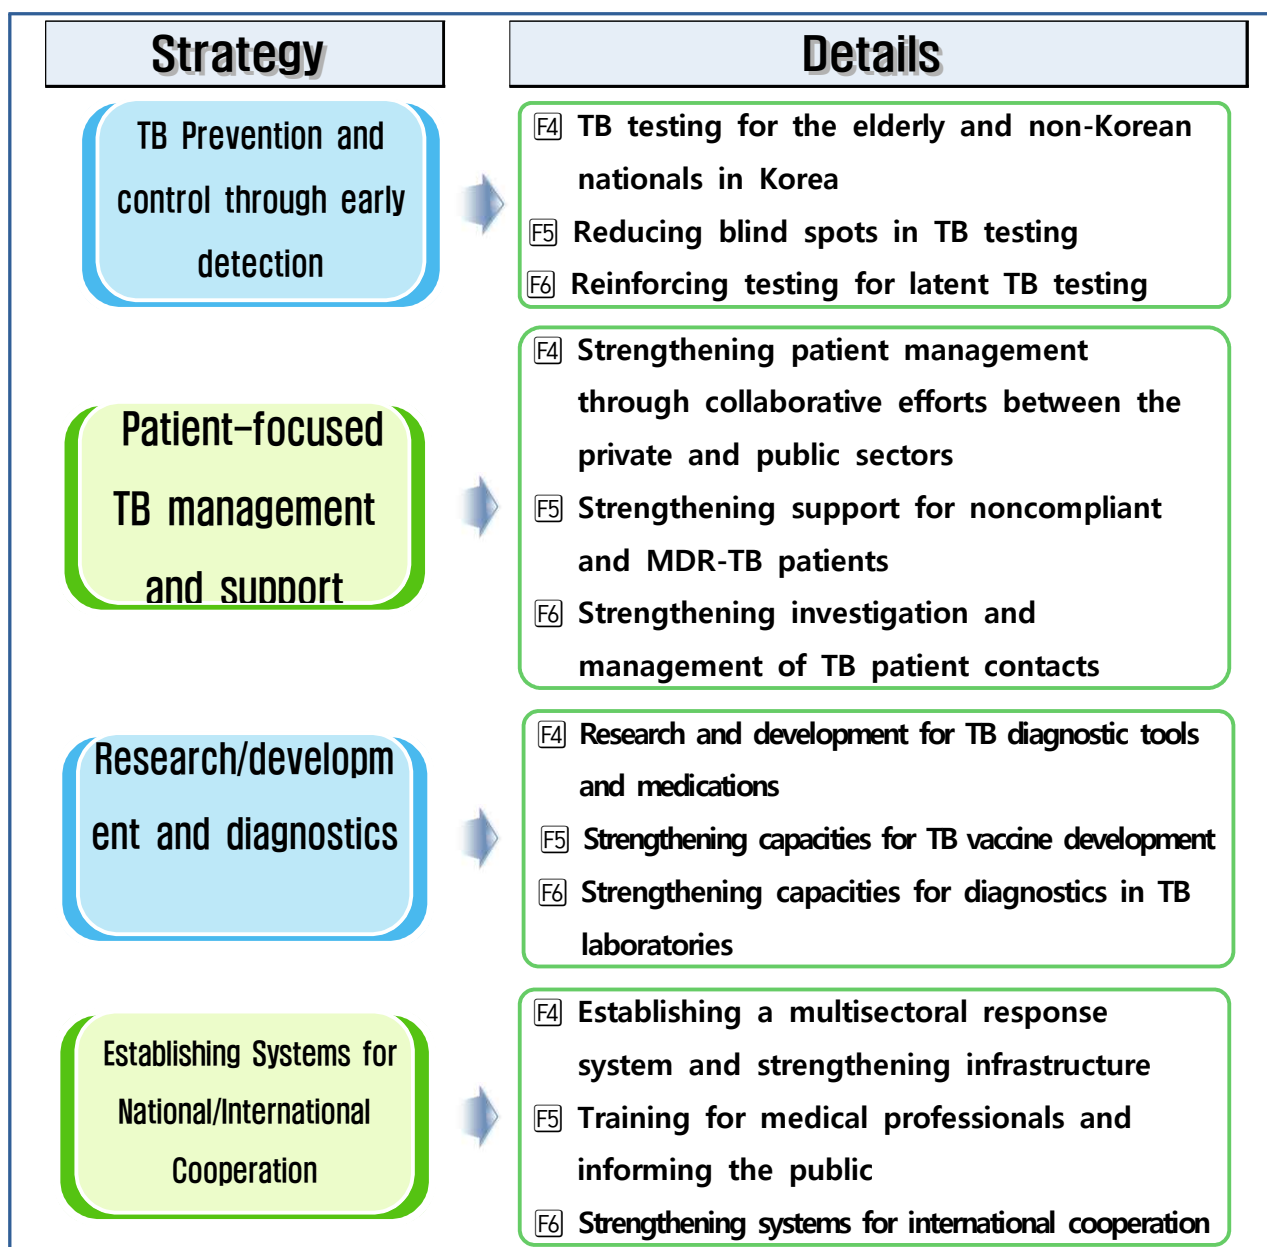 Strategy
Details
TB Prevention and
control through early
detection
F4 TB testing for the elderly and non-Korean
nationals in Korea
F5 Reducing blind spots in TB testing
F6 Reinforcing testing for latent TB testing
Patient-focused
TB management
and support
F4 Strengthening patient management
through collaborative efforts between the
private and public sectors
F5 Strengthening support for noncompliant
and MDR-TB patients
F6 Strengthening investigation and
management of TB patient contacts
Research/developm
ent and diagnostics
F4 Research and development for TB diagnostic tools
and medications
F5 Strengthening capacities for TB vaccine development
F6 Strengthening capacities for diagnostics in TB
laboratories
Establishing Systems for
National/International
Cooperation
F4 Establishing a multisectoral response
system and strengthening infrastructure
F5 Training for medical professionals and
informing the public
F6 Strengthening systems for international cooperation